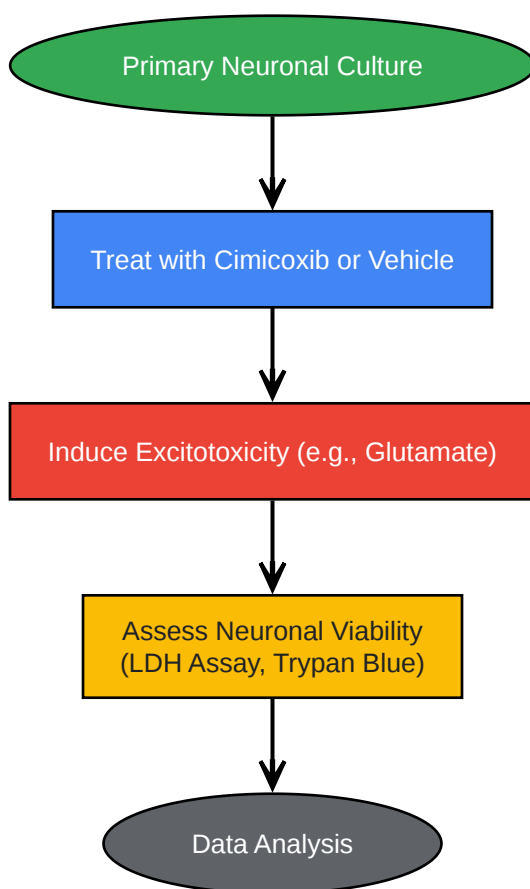 Primary Neuronal Culture
Treat with Cimicoxib or Vehicle
Induce Excitotoxicity (e.g., Glutamate)
Assess Neuronal Viability
(LDH Assay, Trypan Blue)
Data Analysis